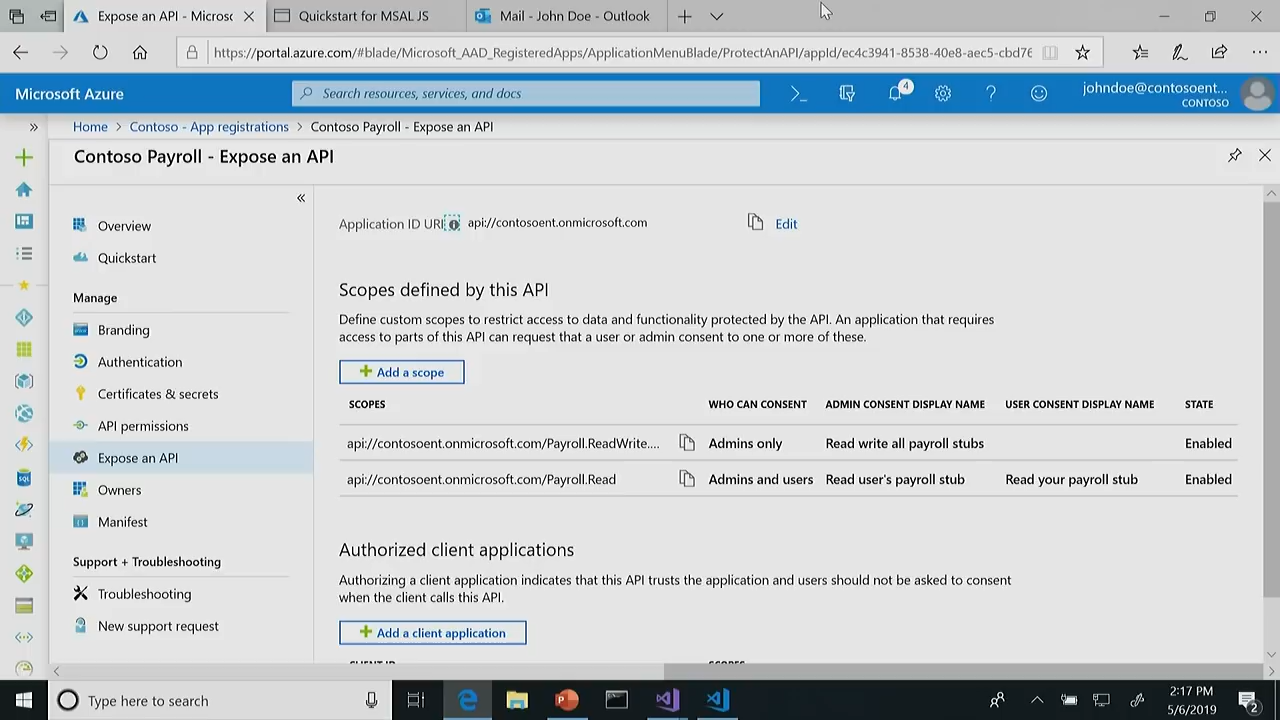 Expose an API - Micros
Quickstart for MSAL JS
Mail - John Doe - Outlook
https://portal.azure.com/#blade/Microsoft_AAD_RegisteredApps/ApplicationMenuBlade/ProtectAnAPI/appId/ec4c3941-8538-40e8-aec5-cbd76
Microsoft Azure
Search resources, services, and docs
4
johndoe@contosoent...
CONTOSO
Home > Contoso - App registrations > Contoso Payroll - Expose an API
Contoso Payroll - Expose an API
Overview
Quickstart
Manage
Branding
Authentication
Certificates & secrets
API permissions
Expose an API
Owners
Manifest
Support + Troubleshooting
Troubleshooting
New support request
Application ID URI api://contosoent.onmicrosoft.com Edit
Scopes defined by this API
Define custom scopes to restrict access to data and functionality protected by the API. An application that requires
access to parts of this API can request that a user or admin consent to one or more of these.
+ Add a scope
SCOPES WHO CAN CONSENT ADMIN CONSENT DISPLAY NAME USER CONSENT DISPLAY NAME STATE
api://contosoent.onmicrosoft.com/Payroll.ReadWrite.... Admins only Read write all payroll stubs Enabled
api://contosoent.onmicrosoft.com/Payroll.Read Admins and users Read user's payroll stub Read your payroll stub Enabled
Authorized client applications
Authorizing a client application indicates that this API trusts the application and users should not be asked to consent
when the client calls this API.
+ Add a client application
CLIENT ID SCOPES
Type here to search
2:17 PM
5/6/2019
2